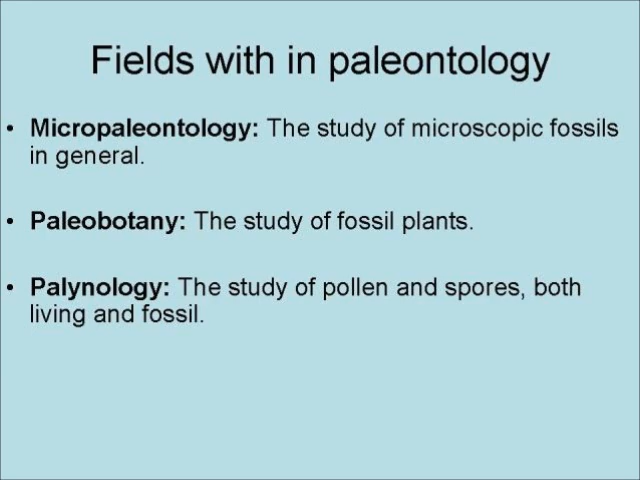 Fields with in paleontology
• Micropaleontology: The study of microscopic fossils
in general.
• Paleobotany: The study of fossil plants.
• Palynology: The study of pollen and spores, both
living and fossil.